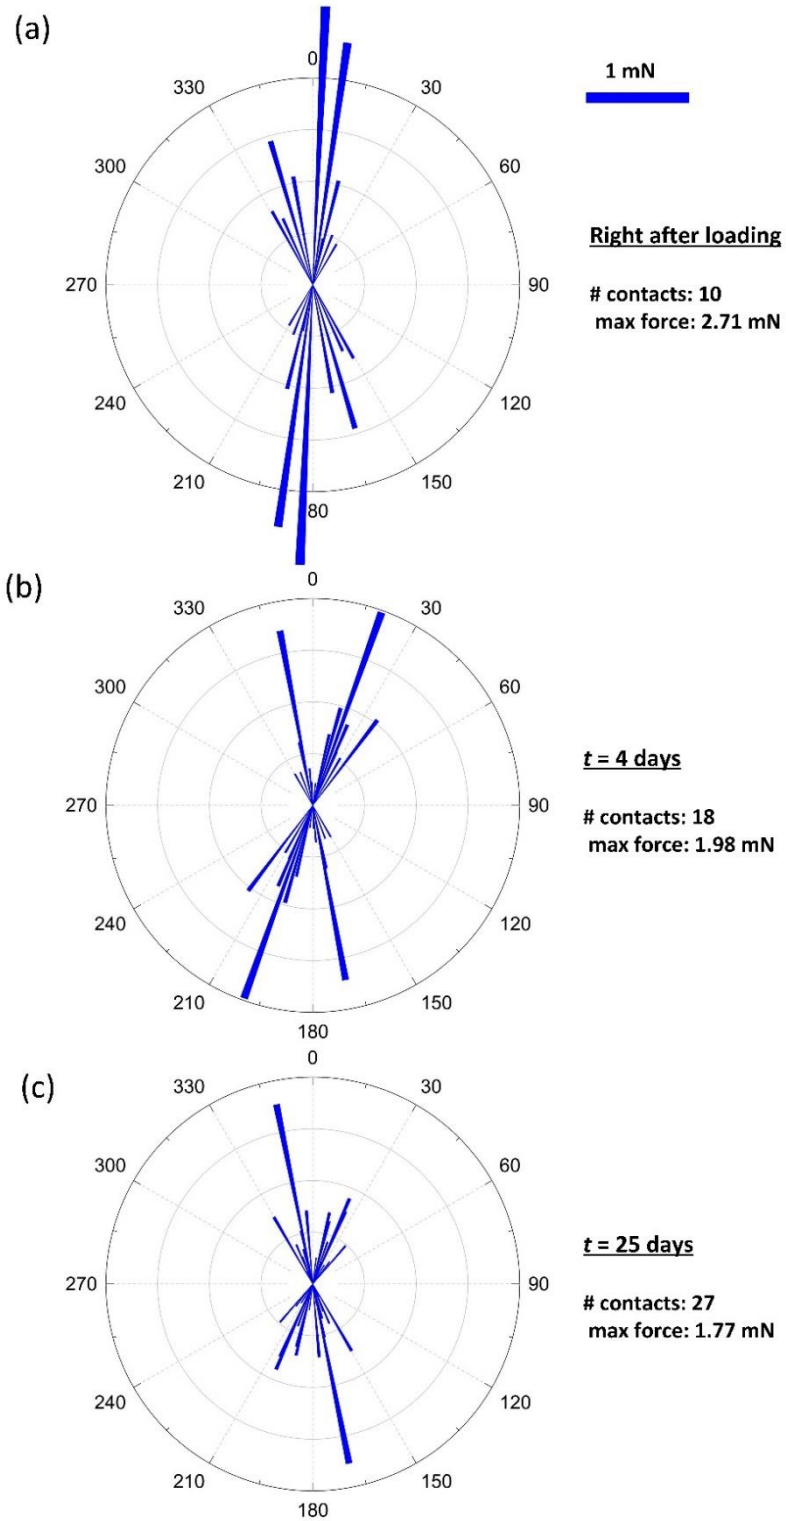 (a)
1 mN
0
30
60
90
120
150
80
210
240
270
300
330
Right after loading
# contacts: 10
max force: 2.71 mN
(b)
0
30
60
90
120
150
180
210
240
270
300
330
t = 4 days
# contacts: 18
max force: 1.98 mN
(c)
0
30
60
90
120
150
180
210
240
270
300
330
t = 25 days
# contacts: 27
max force: 1.77 mN